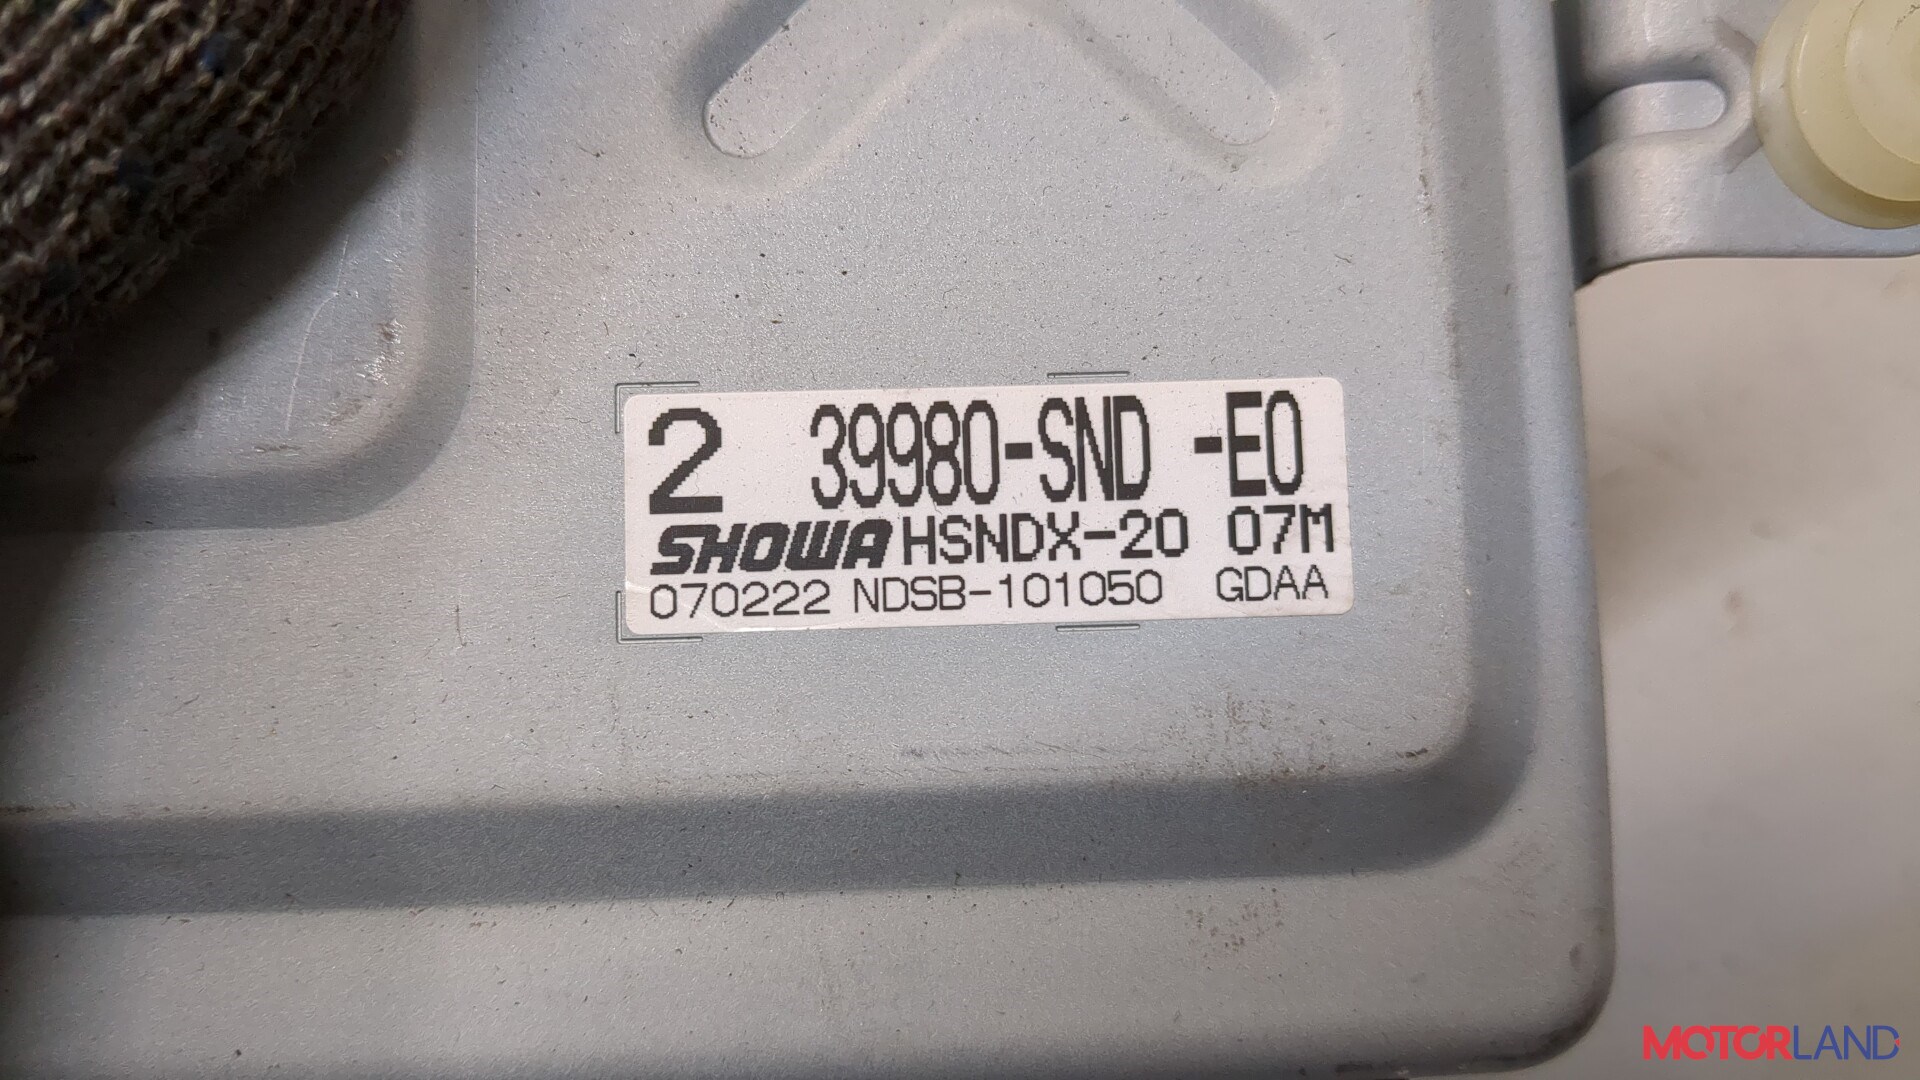 2 39980-SND -E0
SHOWA HSNDX-20 07M
070222 NDSB-101050 GDAA
MOTORLAND